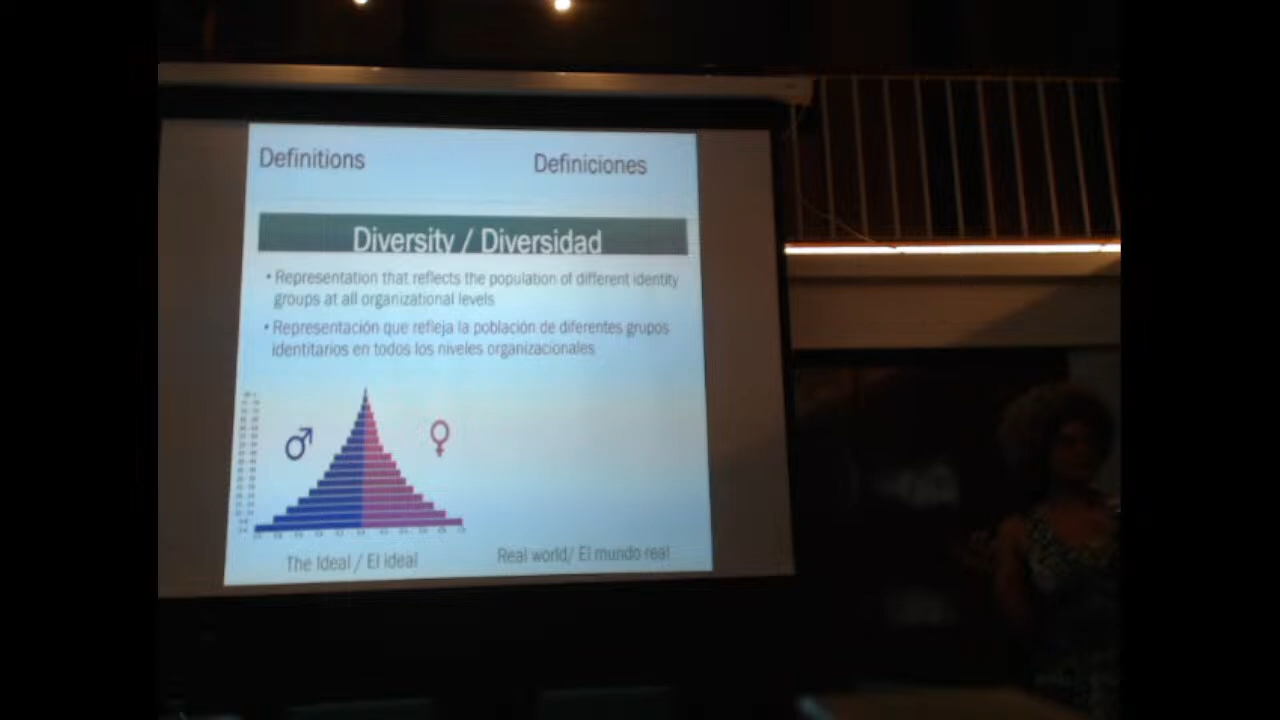 Definitions
Definiciones
Diversity / Diversidad
• Representation that reflects the population of different identity
groups at all organizational levels
• Representación que refleja la población de diferentes grupos
identitarios en todos los niveles organizacionales
The Ideal / El ideal
Real world/ El mundo real